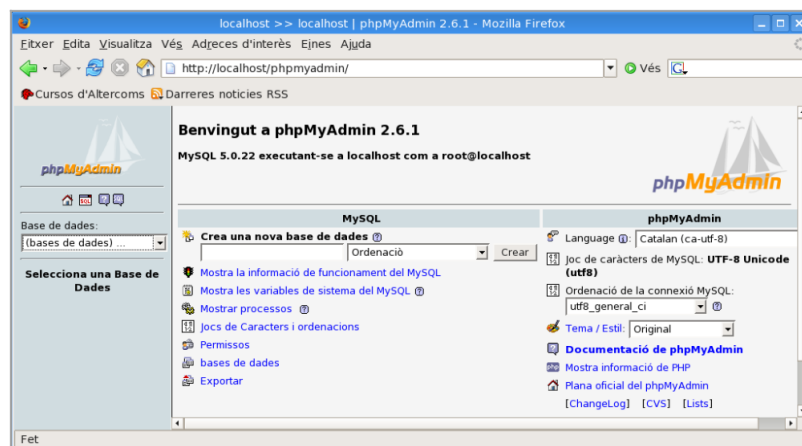 localhost >> localhost | phpMyAdmin 2.6.1 - Mozilla Firefox
Fitxer Edita Visualitza Vés Adreces d'interès Eines Ajuda
http://localhost/phpmyadmin/ Vés
Cursos d'Altercoms Darreres noticies RSS
phpMyAdmin
Base de dades:
(bases de dades) ...
Selecciona una Base de
Dades
Benvingut a phpMyAdmin 2.6.1
MySQL 5.0.22 executant-se a localhost com a root@localhost
phpMyAdmin
MySQL
Crea una nova base de dades
Ordenació Crear
Mostra la informació de funcionament del MySQL
Mostra les variables de sistema del MySQL
Mostrar processos
Jocs de Caracters i ordenacions
Permissos
bases de dades
Exportar
phpMyAdmin
Language : Catalan (ca-utf-8)
Joc de caràcters de MySQL: UTF-8 Unicode
(utf8)
Ordenació de la connexió MySQL:
utf8_general_ci
Tema / Estil: Original
Documentació de phpMyAdmin
Mostra informació de PHP
Plana oficial del phpMyAdmin
[ChangeLog] [CVS] [Lists]
Fet